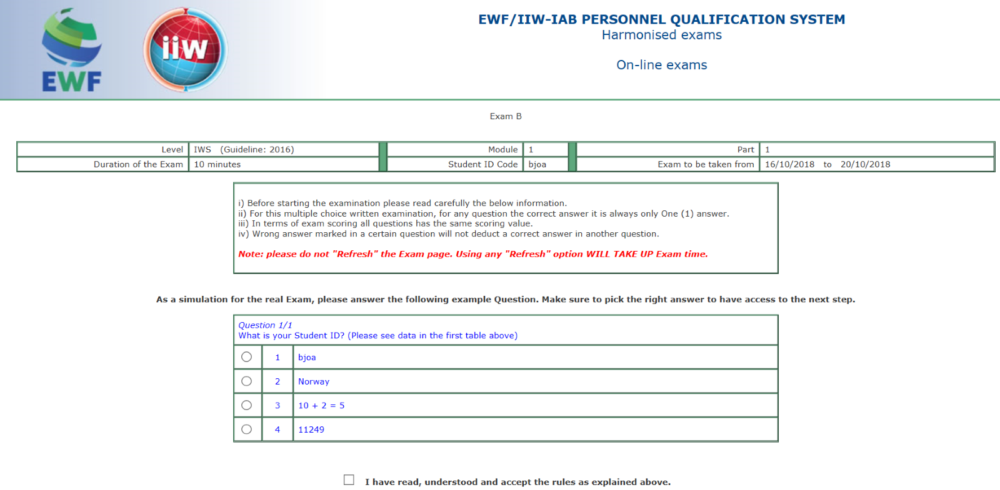 EWF
iiw
EWF/IIW-IAB PERSONNEL QUALIFICATION SYSTEM
Harmonised exams
On-line exams
Exam B
Level IWS (Guideline: 2016) Module 1 Part 1
Duration of the Exam 10 minutes Student ID Code bjoa Exam to be taken from 16/10/2018 to 20/10/2018
i) Before starting the examination please read carefully the below information.
ii) For this multiple choice written examination, for any question the correct answer it is always only One (1) answer.
iii) In terms of exam scoring all questions has the same scoring value.
iv) Wrong answer marked in a certain question will not deduct a correct answer in another question.
Note: please do not "Refresh" the Exam page. Using any "Refresh" option WILL TAKE UP Exam time.
As a simulation for the real Exam, please answer the following example Question. Make sure to pick the right answer to have access to the next step.
Question 1/1
What is your Student ID? (Please see data in the first table above)
1 bjoa
2 Norway
3 10 + 2 = 5
4 11249
I have read, understood and accept the rules as explained above.